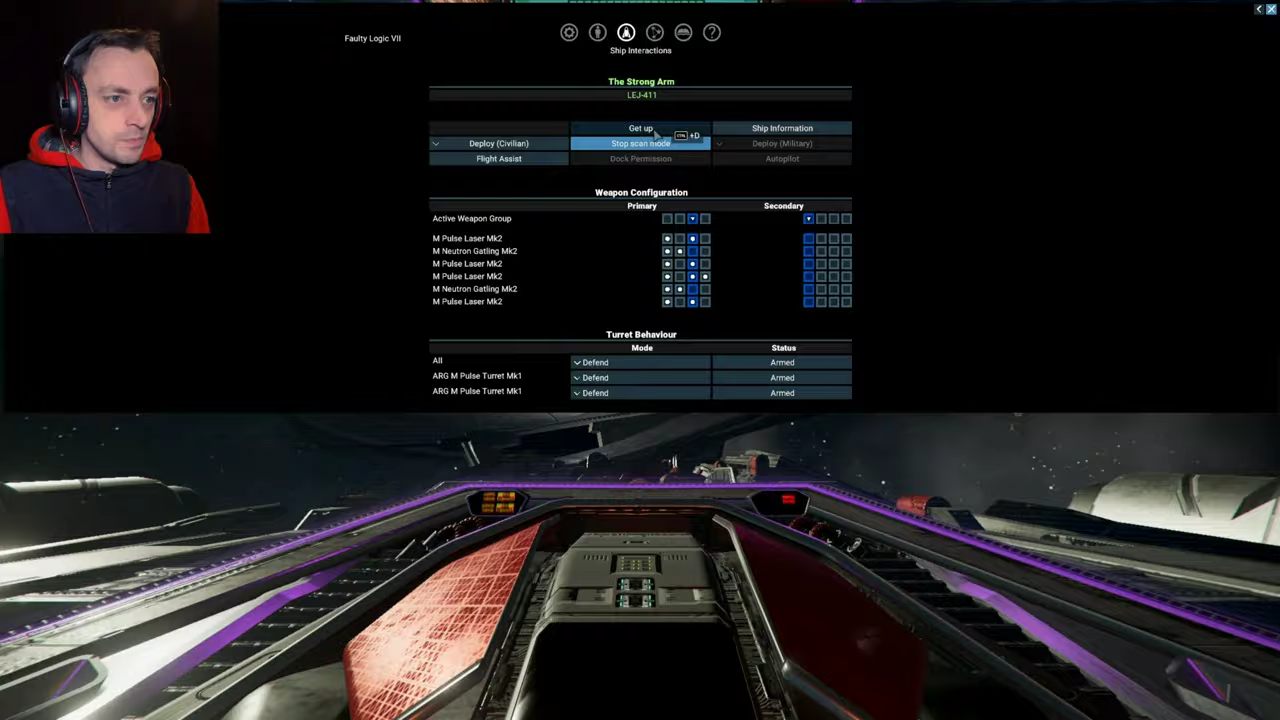 Faulty Logic VII
Ship Interactions
The Strong Arm
LEJ-411
Get up
Ship Information
CTRL +D
Deploy (Civilian)
Stop scan mode
Deploy (Military)
Flight Assist
Dock Permission
Autopilot
Weapon Configuration
Primary
Secondary
Active Weapon Group
M Pulse Laser Mk2
M Neutron Gatling Mk2
M Pulse Laser Mk2
M Pulse Laser Mk2
M Neutron Gatling Mk2
M Pulse Laser Mk2
Turret Behaviour
Mode
Status
All
Defend
Armed
ARG M Pulse Turret Mk1
Defend
Armed
ARG M Pulse Turret Mk1
Defend
Armed